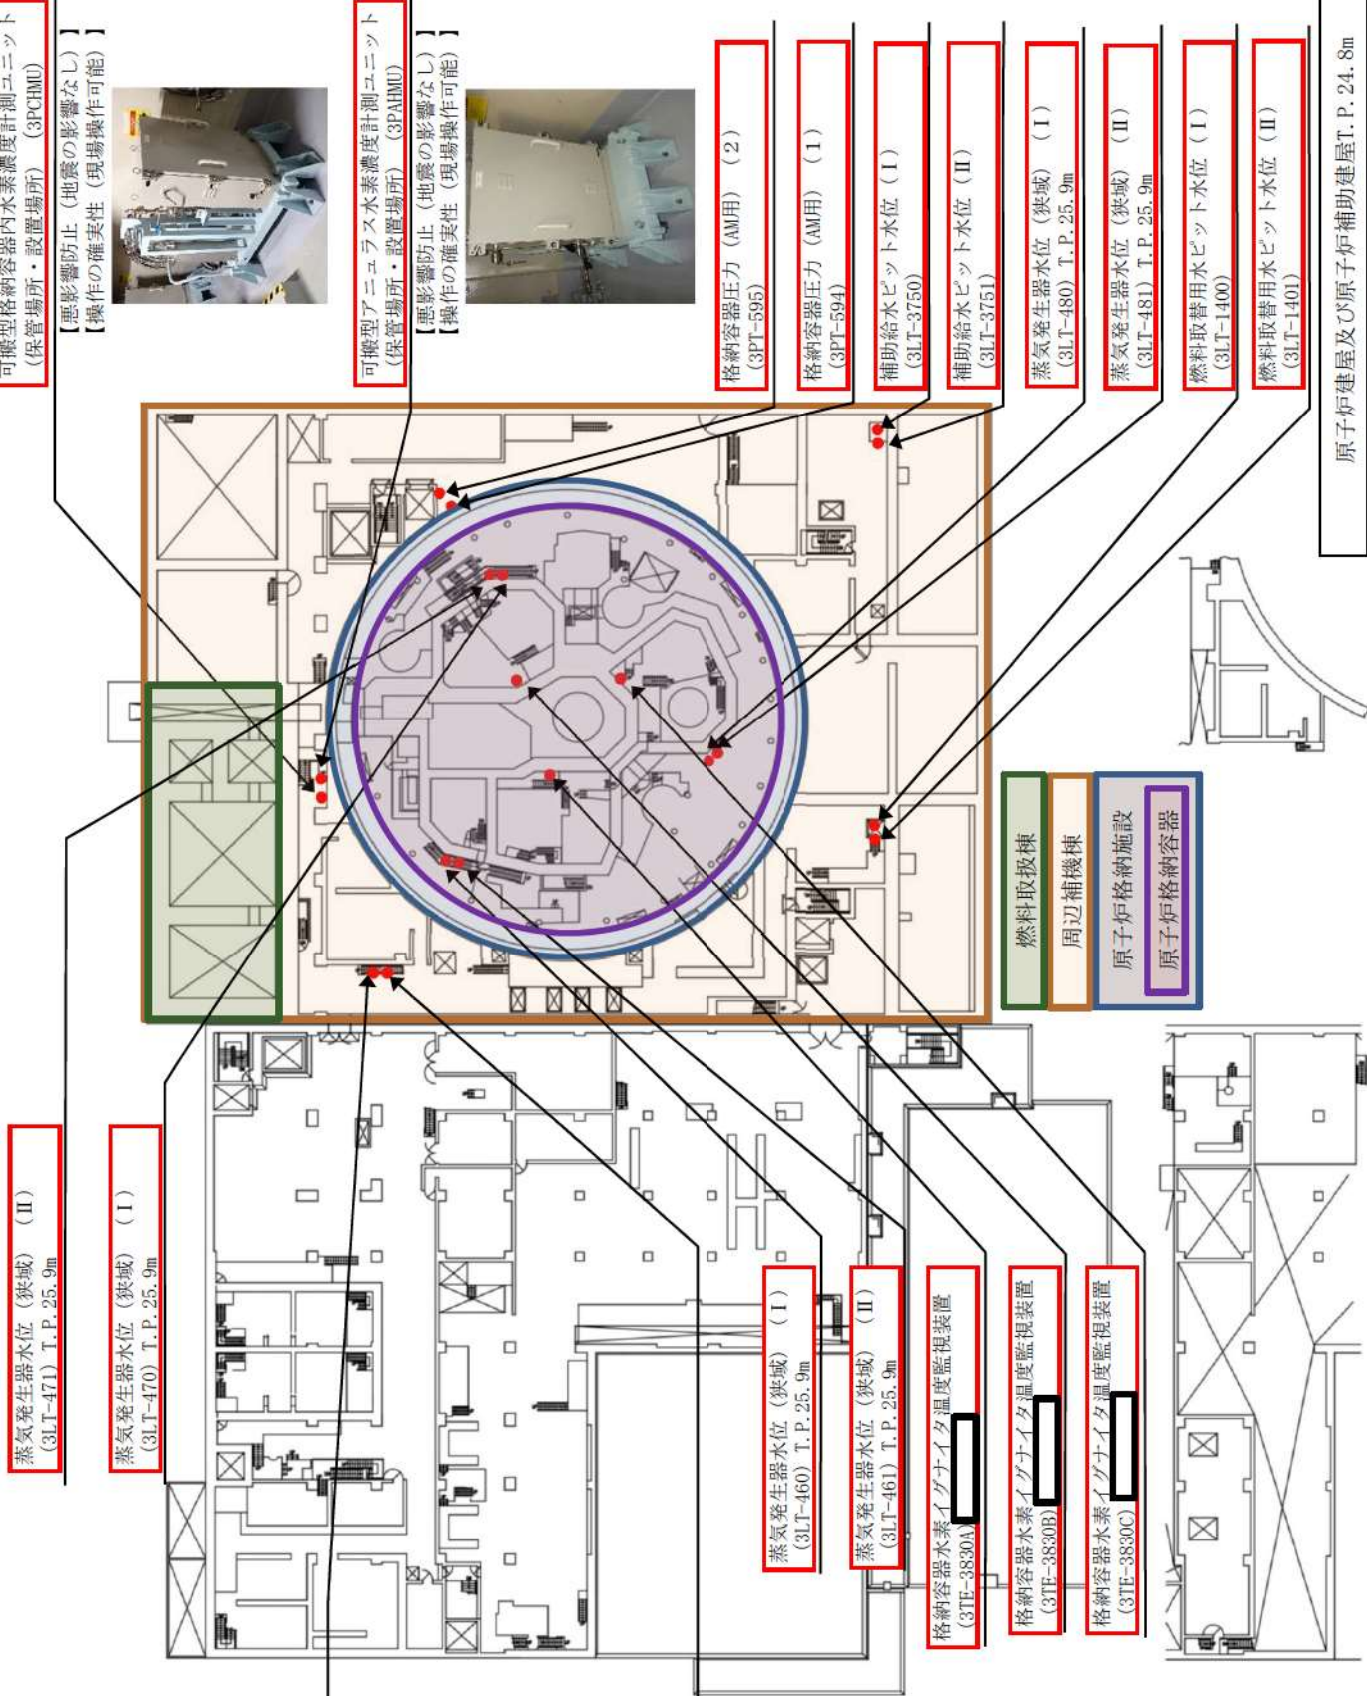 可搬型格納容器内水素濃度計測ユニット
(保管場所・設置場所) (3PCHMU)
【悪影響防止(地震の影響なし)】
【操作の確実性(現場操作可能)】
可搬型アニュラス水素濃度計測ユニット
(保管場所・設置場所) (3PAHMU)
【悪影響防止(地震の影響なし)】
【操作の確実性(現場操作可能)】
格納容器圧力(AM用)(2)
(3PT-595)
格納容器圧力(AM用)(1)
(3PT-594)
補助給水ピット水位(Ⅰ)
(3LT-3750)
補助給水ピット水位(Ⅱ)
(3LT-3751)
蒸気発生器水位(狭域)(Ⅰ)
(3LT-480) T.P.25.9m
蒸気発生器水位(狭域)(Ⅱ)
(3LT-481) T.P.25.9m
燃料取替用水ピット水位(Ⅰ)
(3LT-1400)
燃料取替用水ピット水位(Ⅱ)
(3LT-1401)
原子炉建屋及び原子炉補助建屋T.P.24.8m
燃料取扱棟
周辺補機棟
原子炉格納施設
原子炉格納容器
蒸気発生器水位(狭域)(Ⅱ)
(3LT-471) T.P.25.9m
蒸気発生器水位(狭域)(Ⅰ)
(3LT-470) T.P.25.9m
蒸気発生器水位(狭域)(Ⅰ)
(3LT-460) T.P.25.9m
蒸気発生器水位(狭域)(Ⅱ)
(3LT-461) T.P.25.9m
格納容器水素イグナイタ温度監視装置
(3TE-3830A)
格納容器水素イグナイタ温度監視装置
(3TE-3830B)
格納容器水素イグナイタ温度監視装置
(3TE-3830C)